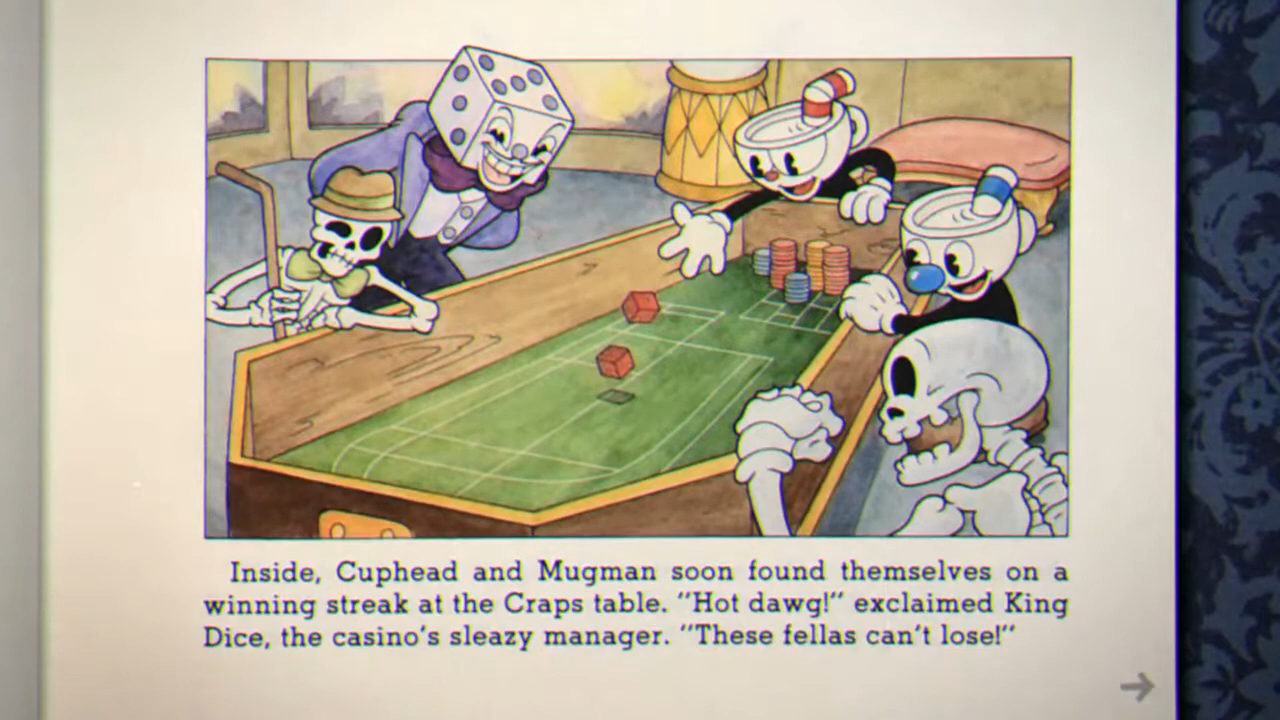 Inside, Cuphead and Mugman soon found themselves on a
winning streak at the Craps table. “Hot dawg!” exclaimed King
Dice, the casino’s sleazy manager. “These fellas can’t lose!”